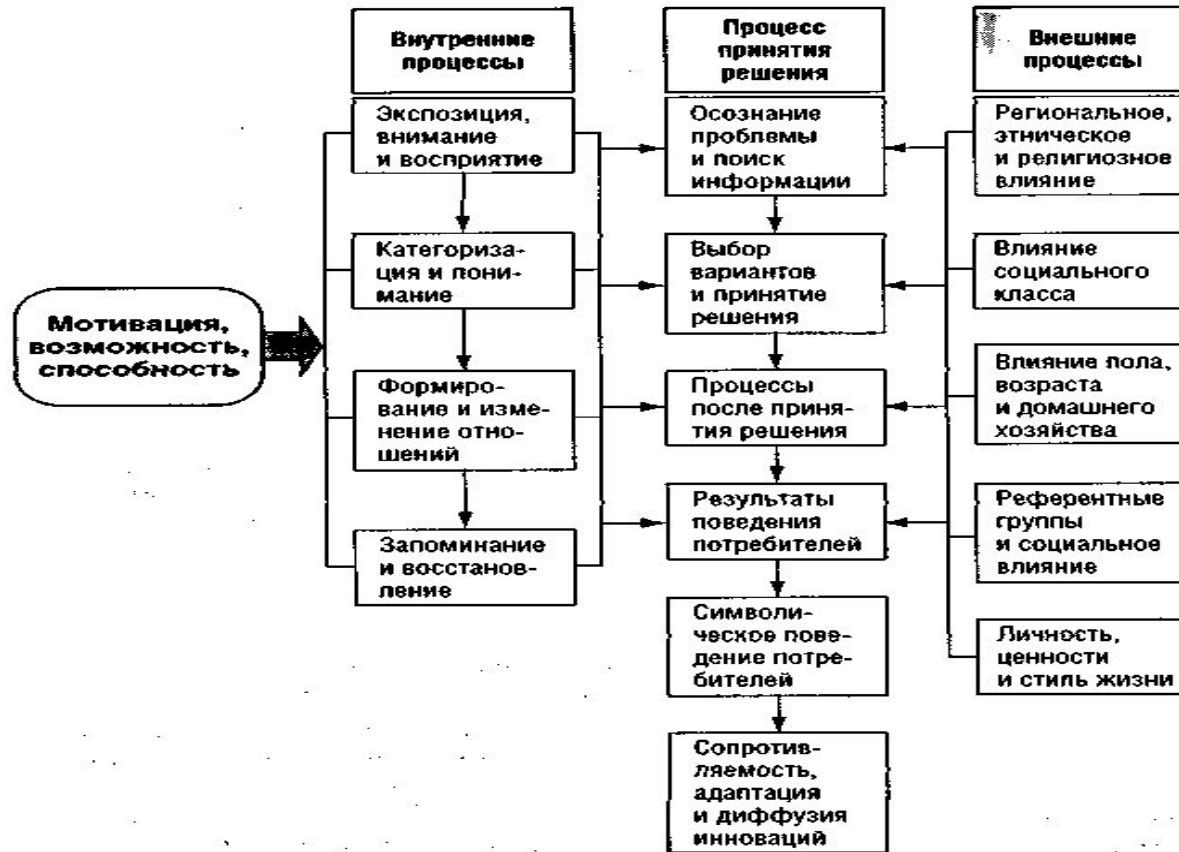 Внутренние
процессы
Процесс
принятия
решения
Внешние
процессы
Мотивация,
возможность,
способность
Экспозиция,
внимание
и восприятие
Категориза-
ция и пони-
мание
Формиро-
вание и изме-
нение отно-
шений
Запоминание
и восстанов-
ление
Осознание
проблемы
и поиск
информации
Выбор
вариантов
и принятие
решения
Процессы
после приня-
тия решения
Результаты
поведения
потребителей
Символи-
ческое пове-
дение потре-
бителей
Сопротив-
ляемость,
адаптация
и диффузия
инноваций
Региональное,
этническое
и религиозное
влияние
Влияние
социального
класса
Влияние пола,
возраста
и домашнего
хозяйства
Референтные
группы
и социальное
влияние
Личность,
ценности
и стиль жизни